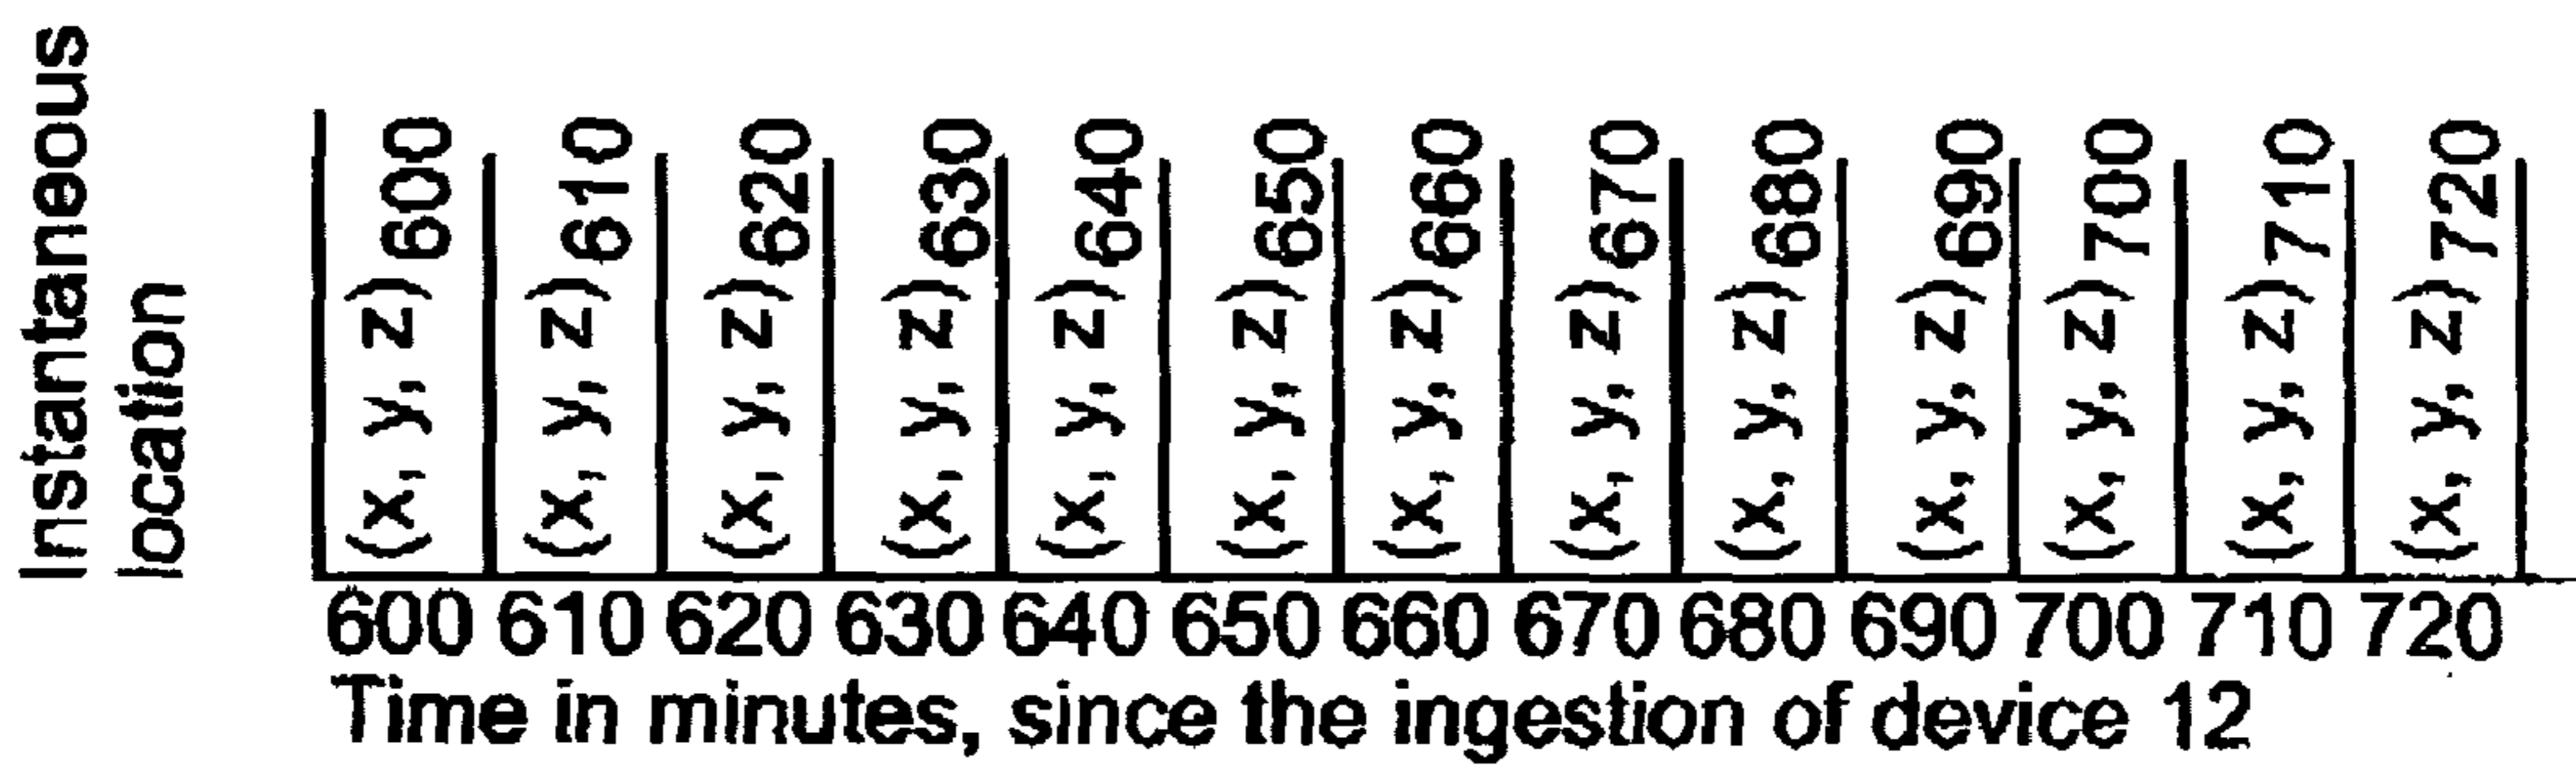 Instantaneous
location
(x, y, z)600
(x, y, z)610
(x, y, z)620
(x, y, z)630
(x, y, z)640
(x, y, z)650
(x, y, z)660
(x, y, z)670
(x, y, z)680
(x, y, z)690
(x, y, z)700
(x, y, z)710
(x, y, z)720
600 610 620 630 640 650 660 670 680 690 700 710 720
Time in minutes, since the ingestion of device 12